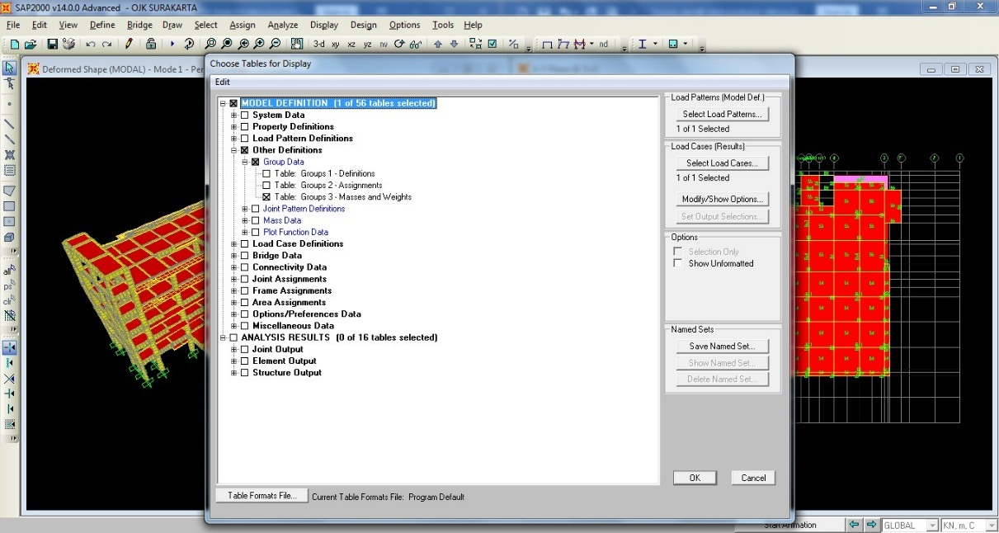 SAP2000 v14.0.0 Advanced - OJK SURAKARTA
File Edit View Define Bridge Draw Select Assign Analyze Display Design Options Tools Help
3-d xy xz yz nv nd
Deformed Shape (MODAL) - Mode 1 - Per
Choose Tables for Display
Edit
MODEL DEFINITION (1 of 56 tables selected)
System Data
Property Definitions
Load Pattern Definitions
Other Definitions
Group Data
Table: Groups 1 - Definitions
Table: Groups 2 - Assignments
Table: Groups 3 - Masses and Weights
Joint Pattern Definitions
Mass Data
Plot Function Data
Load Case Definitions
Bridge Data
Connectivity Data
Joint Assignments
Frame Assignments
Area Assignments
Options/Preferences Data
Miscellaneous Data
ANALYSIS RESULTS (0 of 16 tables selected)
Joint Output
Element Output
Structure Output
Load Patterns (Model Def.)
Select Load Patterns...
1 of 1 Selected
Load Cases (Results)
Select Load Cases...
1 of 1 Selected
Modify/Show Options...
Set Output Selections...
Options
Selection Only
Show Unformatted
Named Sets
Save Named Set...
Show Named Set...
Delete Named Set...
OK Cancel
Table Formats File... Current Table Formats File: Program Default
all
ps
clr
Start Animation
GLOBAL
KN, m, C